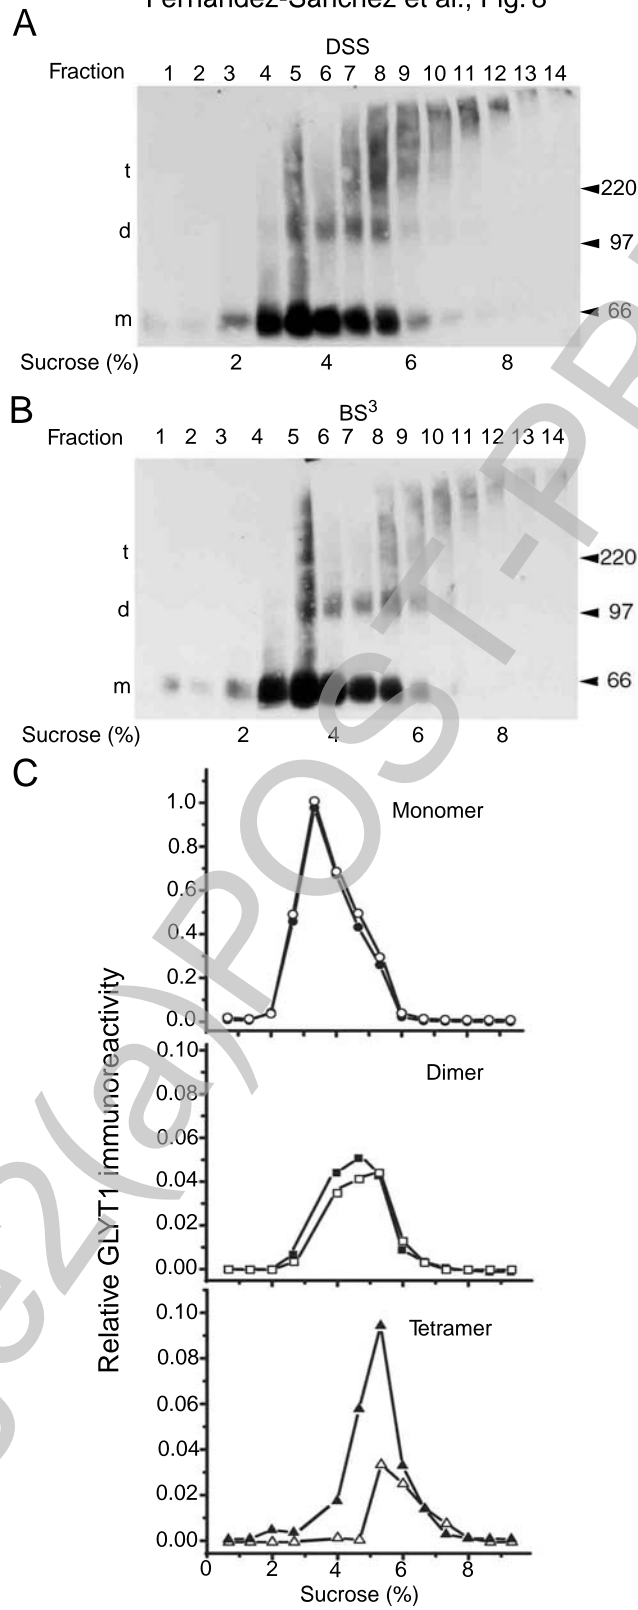 Fernández-Sánchez et al., Fig. 8
A
DSS
Fraction 1 2 3 4 5 6 7 8 9 10 11 12 13 14
t
220
d
97
m
66
Sucrose (%) 2 4 6 8
B
BS3
Fraction 1 2 3 4 5 6 7 8 9 10 11 12 13 14
t
220
d
97
m
66
Sucrose (%) 2 4 6 8
C
Relative GLYT1 immunoreactivity
Monomer
1.0
0.8
0.6
0.4
0.2
0.0
Dimer
0.10
0.08
0.06
0.04
0.02
0.00
Tetramer
0.10
0.08
0.06
0.04
0.02
0.00
0 2 4 6 8
Sucrose (%)